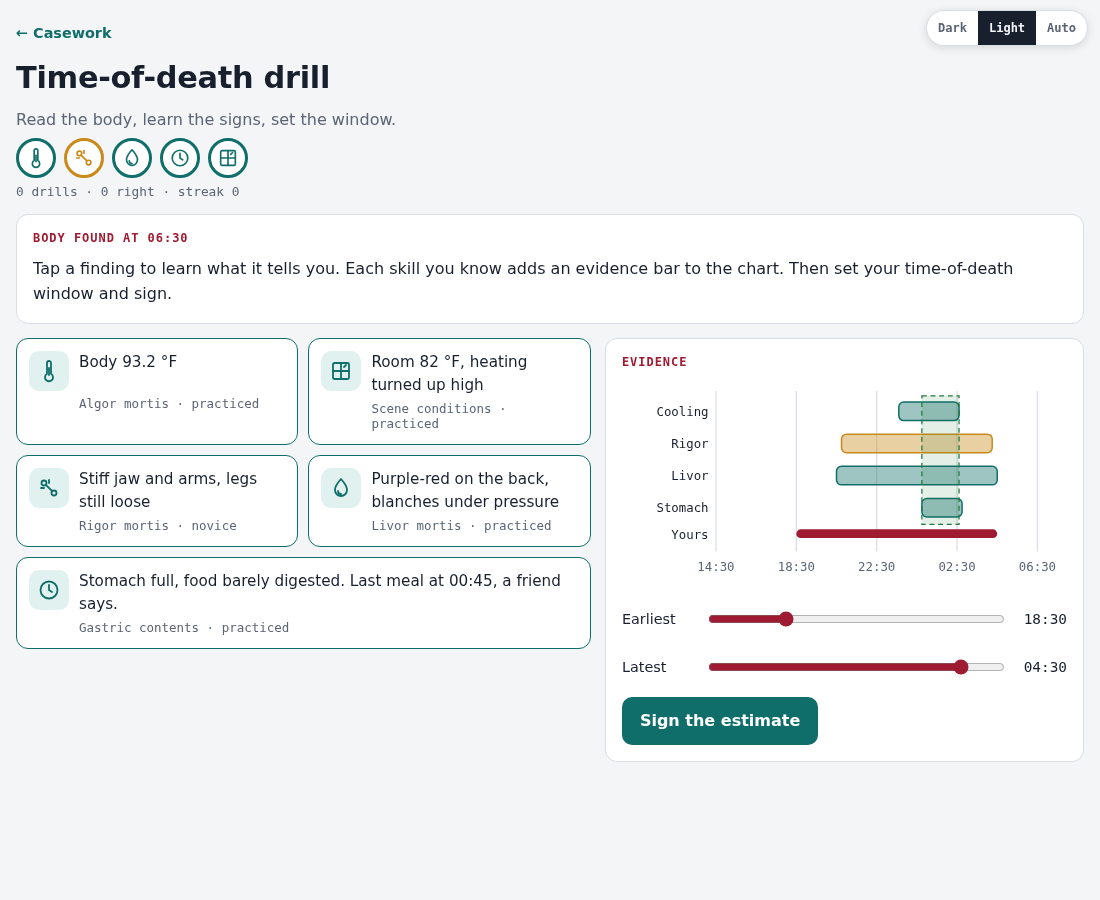 ← Casework
Dark Light Auto
Time-of-death drill
Read the body, learn the signs, set the window.
0 drills · 0 right · streak 0
BODY FOUND AT 06:30
Tap a finding to learn what it tells you. Each skill you know adds an evidence bar to the chart. Then set your time-of-death
window and sign.
Body 93.2 °F
Algor mortis · practiced
Room 82 °F, heating
turned up high
Scene conditions ·
practiced
Stiff jaw and arms, legs
still loose
Rigor mortis · novice
Purple-red on the back,
blanches under pressure
Livor mortis · practiced
Stomach full, food barely digested. Last meal at 00:45, a friend
says.
Gastric contents · practiced
EVIDENCE
Cooling
Rigor
Livor
Stomach
Yours
14:30 18:30 22:30 02:30 06:30
Earliest 18:30
Latest 04:30
Sign the estimate